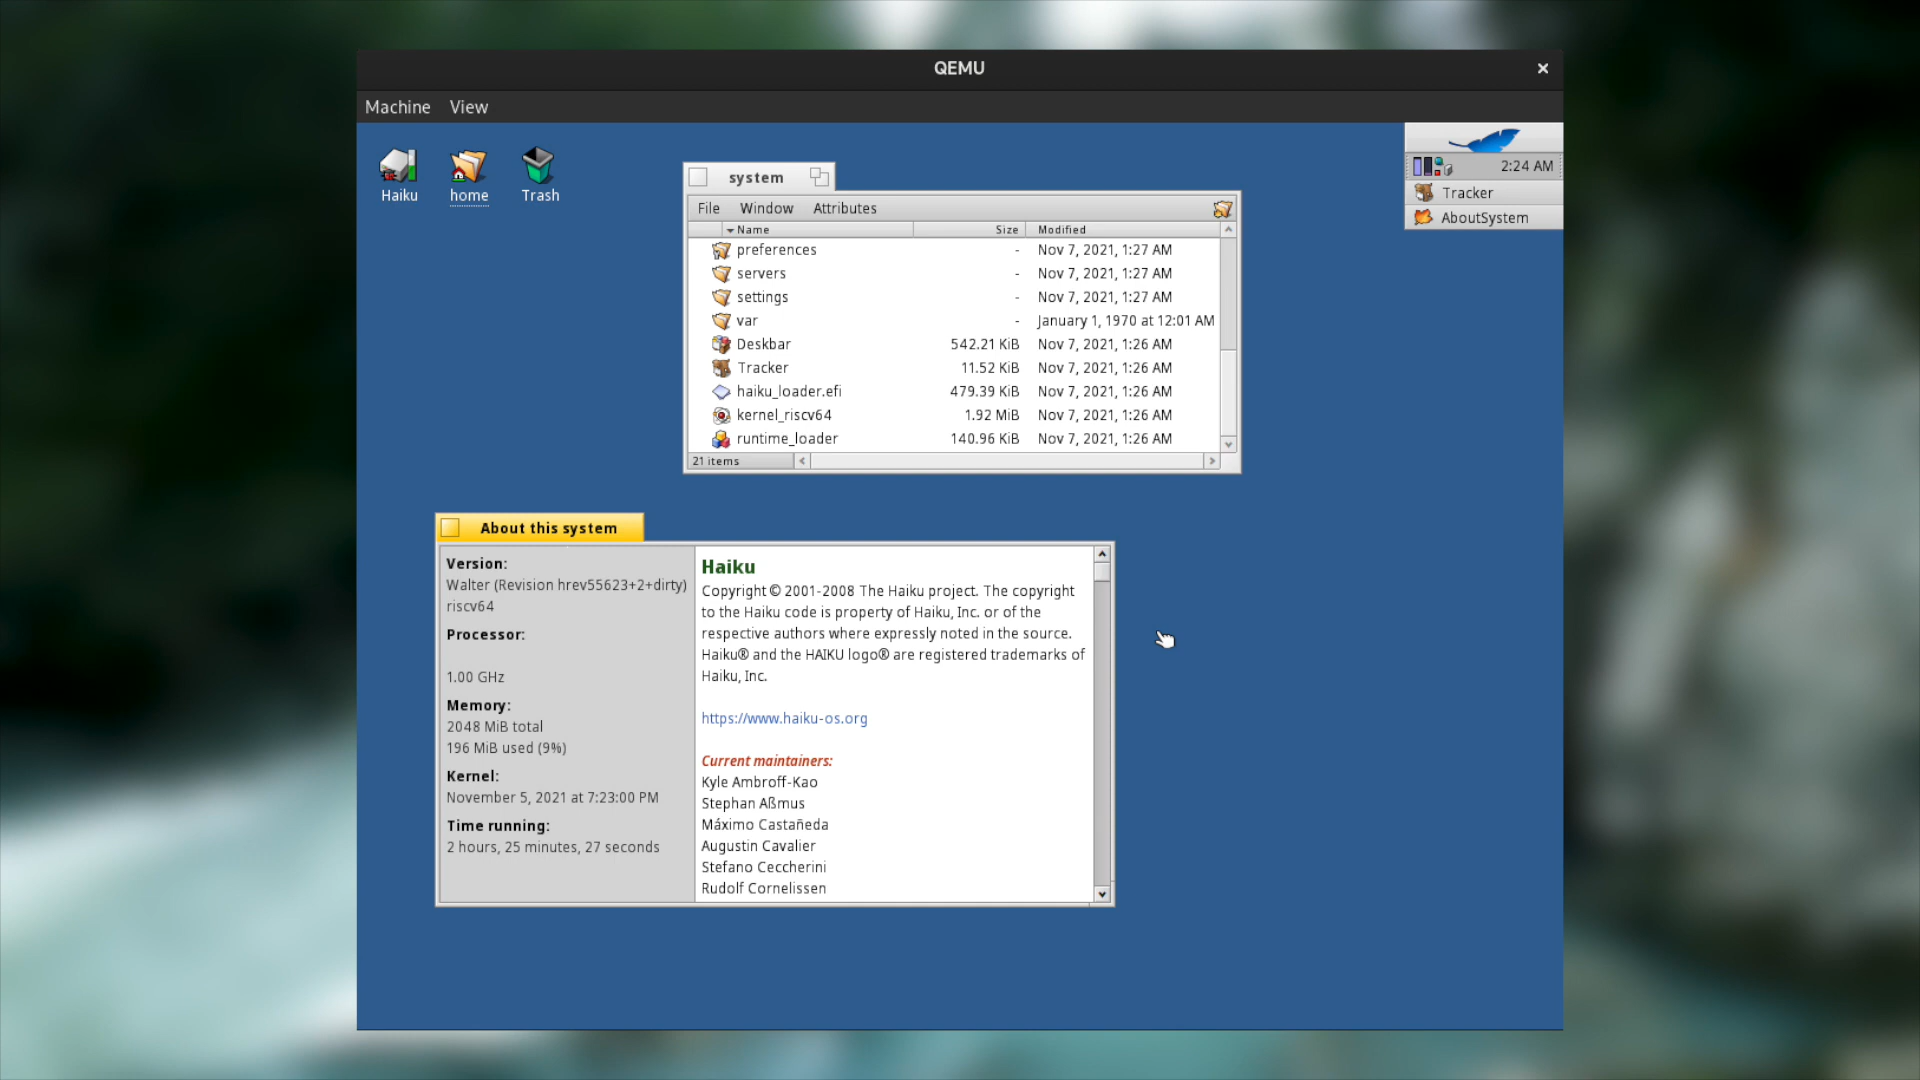 QEMU
Machine View
Haiku
home
Trash
2:24 AM
Tracker
AboutSystem
system
File Window Attributes
Name Size Modified
preferences - Nov 7, 2021, 1:27 AM
servers - Nov 7, 2021, 1:27 AM
settings - Nov 7, 2021, 1:27 AM
var - January 1, 1970 at 12:01 AM
Deskbar 542.21 KiB Nov 7, 2021, 1:26 AM
Tracker 11.52 KiB Nov 7, 2021, 1:26 AM
haiku_loader.efi 479.39 KiB Nov 7, 2021, 1:26 AM
kernel_riscv64 1.92 MiB Nov 7, 2021, 1:26 AM
runtime_loader 140.96 KiB Nov 7, 2021, 1:26 AM
21 items
About this system
Version:
Walter (Revision hrev55623+2+dirty)
riscv64
Processor:
1.00 GHz
Memory:
2048 MiB total
196 MiB used (9%)
Kernel:
November 5, 2021 at 7:23:00 PM
Time running:
2 hours, 25 minutes, 27 seconds
Haiku
Copyright © 2001-2008 The Haiku project. The copyright
to the Haiku code is property of Haiku, Inc. or of the
respective authors where expressly noted in the source.
Haiku® and the HAIKU logo® are registered trademarks of
Haiku, Inc.
https://www.haiku-os.org
Current maintainers:
Kyle Ambroff-Kao
Stephan Aßmus
Máximo Castañeda
Augustin Cavalier
Stefano Ceccherini
Rudolf Cornelissen